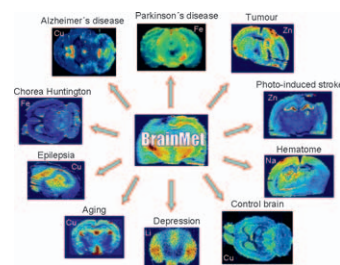 Alzheimer´s disease
Cu
Parkinson´s disease
Fe
Tumour
Zn
Chorea Huntington
Fe
Photo-induced stroke
Zn
BrainMet
Epilepsia
Cu
Hematome
Na
Aging
Cu
Depression
Li
Control brain
Cu